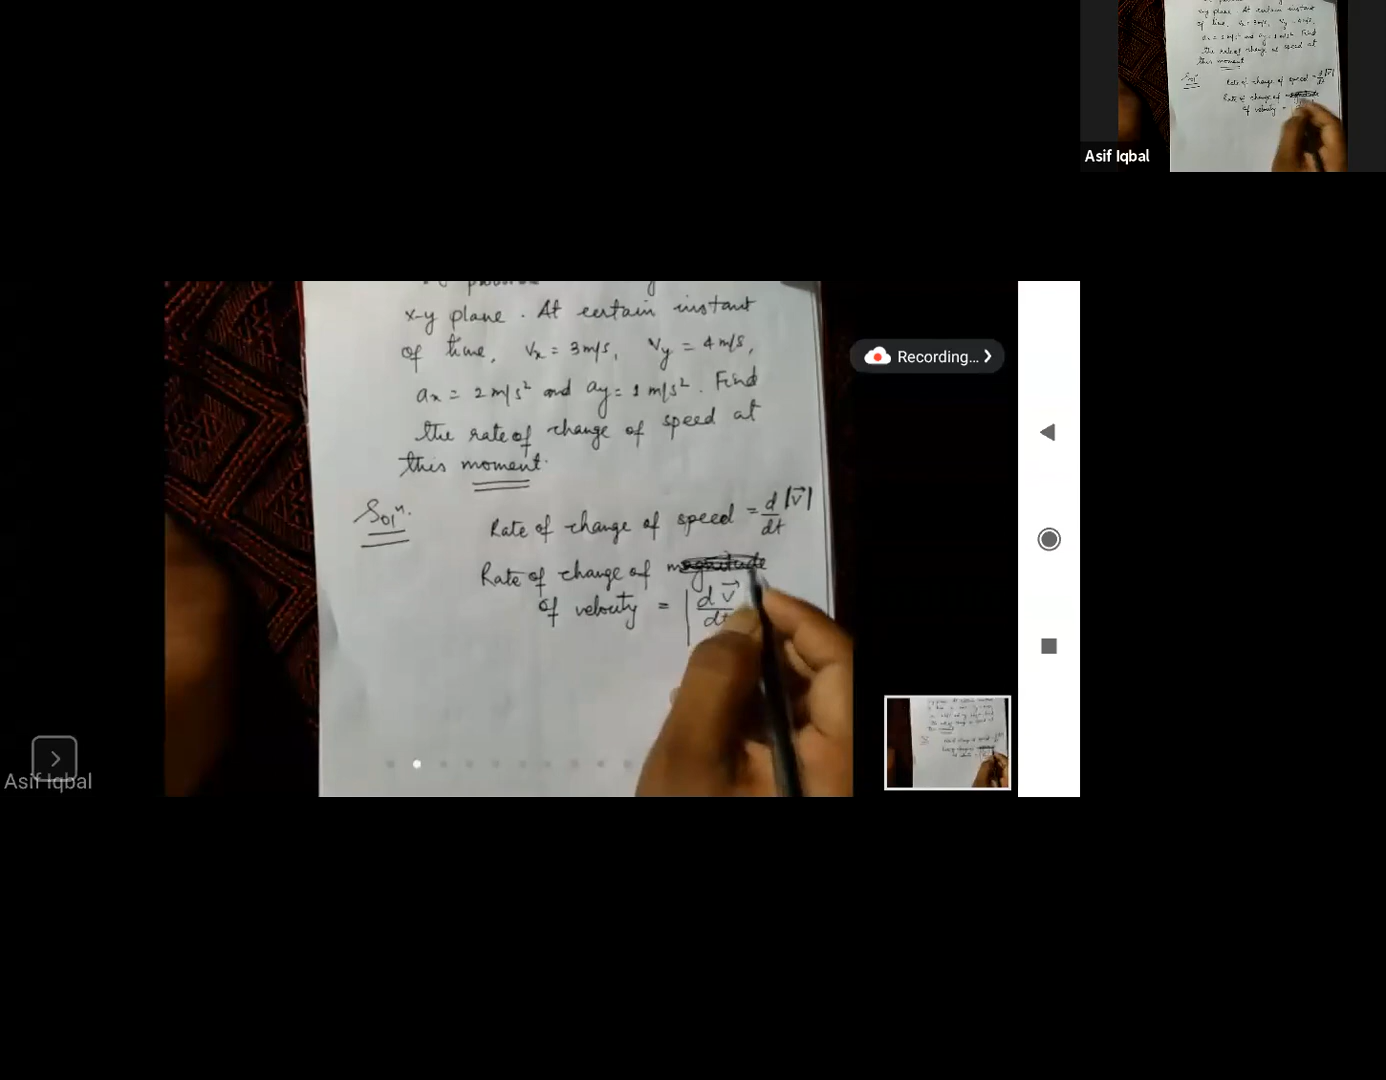 Asif Iqbal
x-y plane. At certain instant
of time, Vx = 3 m/s, Vy = 4 m/s,
ax = 2 m/s² and ay = 1 m/s². Find
the rate of change of speed at
this moment.
Solⁿ.
Rate of change of speed = d/dt |v⃗|
Rate of change of
of velocity = | dv⃗/dt
Recording...
Asif Iqbal